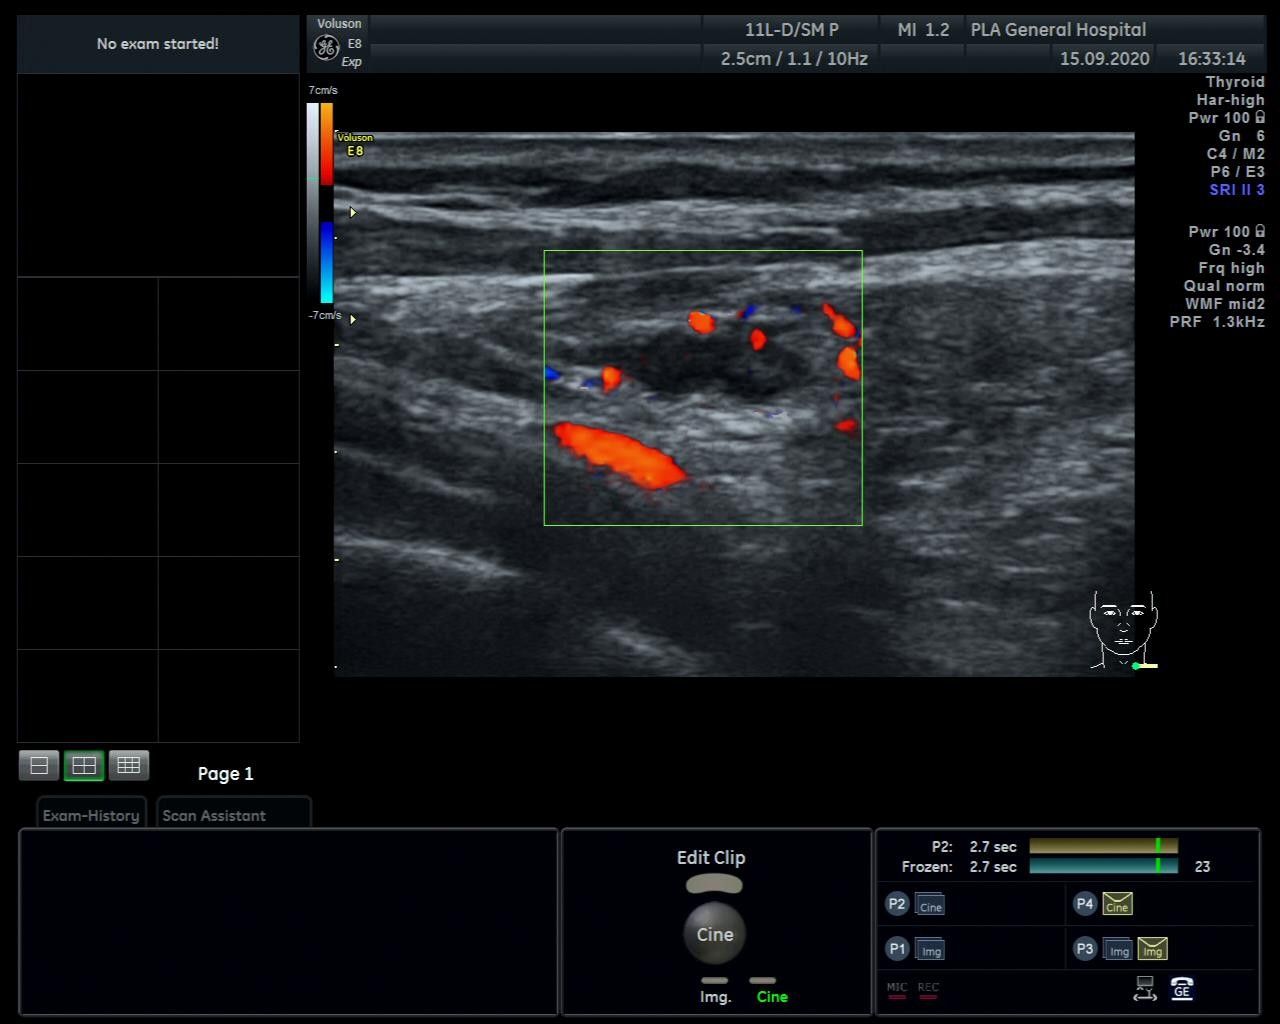 No exam started!
Voluson
E8
Exp
11L-D/SM P
MI 1.2
PLA General Hospital
2.5cm / 1.1 / 10Hz
15.09.2020
16:33:14
7cm/s
Voluson
E8
-7cm/s
Thyroid
Har-high
Pwr 100
Gn 6
C4 / M2
P6 / E3
SRI II 3
Pwr 100
Gn -3.4
Frq high
Qual norm
WMF mid2
PRF 1.3kHz
Page 1
Exam-History
Scan Assistant
Edit Clip
Cine
Img.
Cine
P2: 2.7 sec
Frozen: 2.7 sec 23
P2 Cine
P4 Cine
P1 Img
P3 Img Img
MIC REC
GE